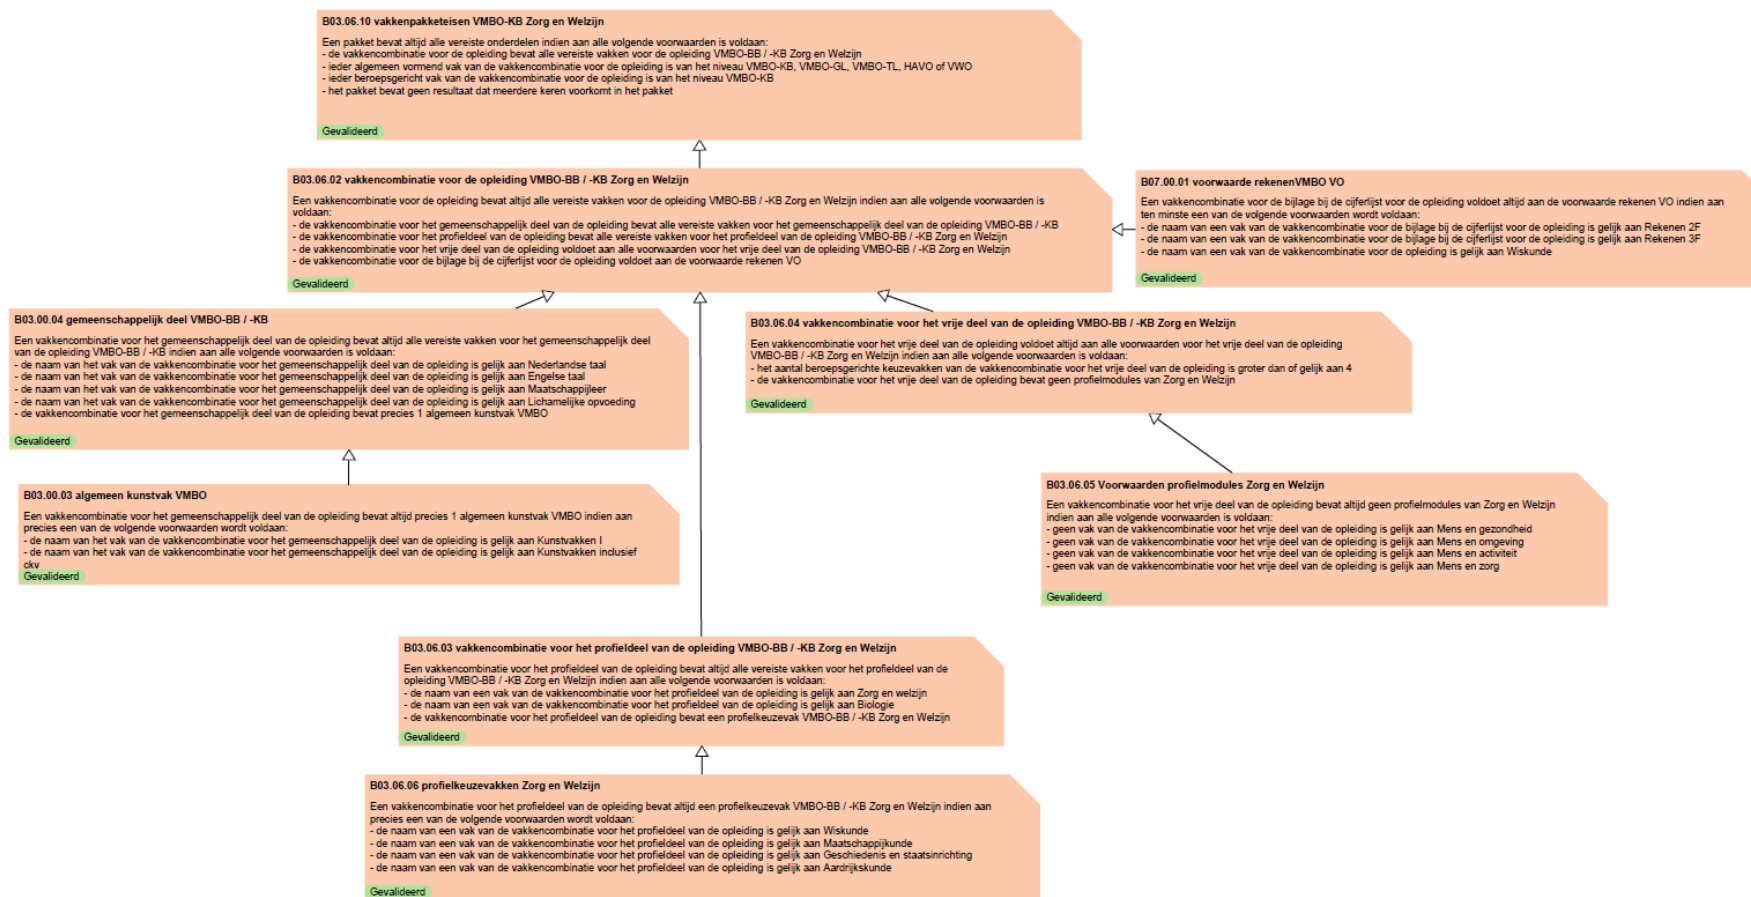 B03.06.10 vakkenpakketeisen VMBO-KB Zorg en Welzijn
Een pakket bevat altijd alle vereiste onderdelen indien aan alle volgende voorwaarden is voldaan:
- de vakkencombinatie voor de opleiding bevat alle vereiste vakken voor de opleiding VMBO-BB / -KB Zorg en Welzijn
- ieder algemeen vormend vak van de vakkencombinatie voor de opleiding is van het niveau VMBO-KB, VMBO-GL, VMBO-TL, HAVO of VWO
- ieder beroepsgericht vak van de vakkencombinatie voor de opleiding is van het niveau VMBO-KB
- het pakket bevat geen resultaat dat meerdere keren voorkomt in het pakket
Gevalideerd
B03.06.02 vakkencombinatie voor de opleiding VMBO-BB / -KB Zorg en Welzijn
Een vakkencombinatie voor de opleiding bevat altijd alle vereiste vakken voor de opleiding VMBO-BB / -KB Zorg en Welzijn indien aan alle volgende voorwaarden is
voldaan:
- de vakkencombinatie voor het gemeenschappelijk deel van de opleiding bevat alle vereiste vakken voor het gemeenschappelijk deel van de opleiding VMBO-BB / -KB
- de vakkencombinatie voor het profieldeel van de opleiding bevat alle vereiste vakken voor het profieldeel van de opleiding VMBO-BB / -KB Zorg en Welzijn
- de vakkencombinatie voor het vrije deel van de opleiding voldoet aan alle voorwaarden voor het vrije deel van de opleiding VMBO-BB / -KB Zorg en Welzijn
- de vakkencombinatie voor de bijlage bij de cijferlijst voor de opleiding voldoet aan de voorwaarde rekenen VO
Gevalideerd
B07.00.01 voorwaarde rekenenVMBO VO
Een vakkencombinatie voor de bijlage bij de cijferlijst voor de opleiding voldoet altijd aan de voorwaarde rekenen VO indien aan
ten minste een van de volgende voorwaarden wordt voldaan:
- de naam van een vak van de vakkencombinatie voor de bijlage bij de cijferlijst voor de opleiding is gelijk aan Rekenen 2F
- de naam van een vak van de vakkencombinatie voor de bijlage bij de cijferlijst voor de opleiding is gelijk aan Rekenen 3F
- de naam van een vak van de vakkencombinatie voor de opleiding is gelijk aan Wiskunde
Gevalideerd
B03.00.04 gemeenschappelijk deel VMBO-BB / -KB
Een vakkencombinatie voor het gemeenschappelijk deel van de opleiding bevat altijd alle vereiste vakken voor het gemeenschappelijk deel
van de opleiding VMBO-BB / -KB indien aan alle volgende voorwaarden is voldaan:
- de naam van het vak van de vakkencombinatie voor het gemeenschappelijk deel van de opleiding is gelijk aan Nederlandse taal
- de naam van het vak van de vakkencombinatie voor het gemeenschappelijk deel van de opleiding is gelijk aan Engelse taal
- de naam van het vak van de vakkencombinatie voor het gemeenschappelijk deel van de opleiding is gelijk aan Maatschappijleer
- de naam van het vak van de vakkencombinatie voor het gemeenschappelijk deel van de opleiding is gelijk aan Lichamelijke opvoeding
- de vakkencombinatie voor het gemeenschappelijk deel van de opleiding bevat precies 1 algemeen kunstvak VMBO
Gevalideerd
B03.06.04 vakkencombinatie voor het vrije deel van de opleiding VMBO-BB / -KB Zorg en Welzijn
Een vakkencombinatie voor het vrije deel van de opleiding voldoet altijd aan alle voorwaarden voor het vrije deel van de opleiding
VMBO-BB / -KB Zorg en Welzijn indien aan alle volgende voorwaarden is voldaan:
- het aantal beroepsgerichte keuzevakken van de vakkencombinatie voor het vrije deel van de opleiding is groter dan of gelijk aan 4
- de vakkencombinatie voor het vrije deel van de opleiding bevat geen profielmodules van Zorg en Welzijn
Gevalideerd
B03.00.03 algemeen kunstvak VMBO
Een vakkencombinatie voor het gemeenschappelijk deel van de opleiding bevat altijd precies 1 algemeen kunstvak VMBO indien aan
precies een van de volgende voorwaarden wordt voldaan:
- de naam van het vak van de vakkencombinatie voor het gemeenschappelijk deel van de opleiding is gelijk aan Kunstvakken I
- de naam van het vak van de vakkencombinatie voor het gemeenschappelijk deel van de opleiding is gelijk aan Kunstvakken inclusief
ckv
Gevalideerd
B03.06.05 Voorwaarden profielmodules Zorg en Welzijn
Een vakkencombinatie voor het vrije deel van de opleiding bevat altijd geen profielmodules van Zorg en Welzijn
indien aan alle volgende voorwaarden is voldaan:
- geen vak van de vakkencombinatie voor het vrije deel van de opleiding is gelijk aan Mens en gezondheid
- geen vak van de vakkencombinatie voor het vrije deel van de opleiding is gelijk aan Mens en omgeving
- geen vak van de vakkencombinatie voor het vrije deel van de opleiding is gelijk aan Mens en activiteit
- geen vak van de vakkencombinatie voor het vrije deel van de opleiding is gelijk aan Mens en zorg
Gevalideerd
B03.06.03 vakkencombinatie voor het profieldeel van de opleiding VMBO-BB / -KB Zorg en Welzijn
Een vakkencombinatie voor het profieldeel van de opleiding bevat altijd alle vereiste vakken voor het profieldeel van de
opleiding VMBO-BB / -KB Zorg en Welzijn indien aan alle volgende voorwaarden is voldaan:
- de naam van een vak van de vakkencombinatie voor het profieldeel van de opleiding is gelijk aan Zorg en welzijn
- de naam van een vak van de vakkencombinatie voor het profieldeel van de opleiding is gelijk aan Biologie
- de vakkencombinatie voor het profieldeel van de opleiding bevat een profielkeuzevak VMBO-BB / -KB Zorg en Welzijn
Gevalideerd
B03.06.06 profielkeuzevakken Zorg en Welzijn
Een vakkencombinatie voor het profieldeel van de opleiding bevat altijd een profielkeuzevak VMBO-BB / -KB Zorg en Welzijn indien aan
precies een van de volgende voorwaarden wordt voldaan:
- de naam van een vak van de vakkencombinatie voor het profieldeel van de opleiding is gelijk aan Wiskunde
- de naam van een vak van de vakkencombinatie voor het profieldeel van de opleiding is gelijk aan Maatschappijkunde
- de naam van een vak van de vakkencombinatie voor het profieldeel van de opleiding is gelijk aan Geschiedenis en staatsinrichting
- de naam van een vak van de vakkencombinatie voor het profieldeel van de opleiding is gelijk aan Aardrijkskunde
Gevalideerd